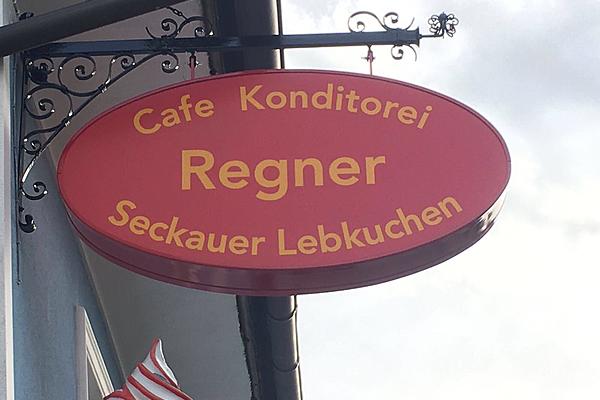 Cafe Konditorei
Regner
Seckauer Lebkuchen